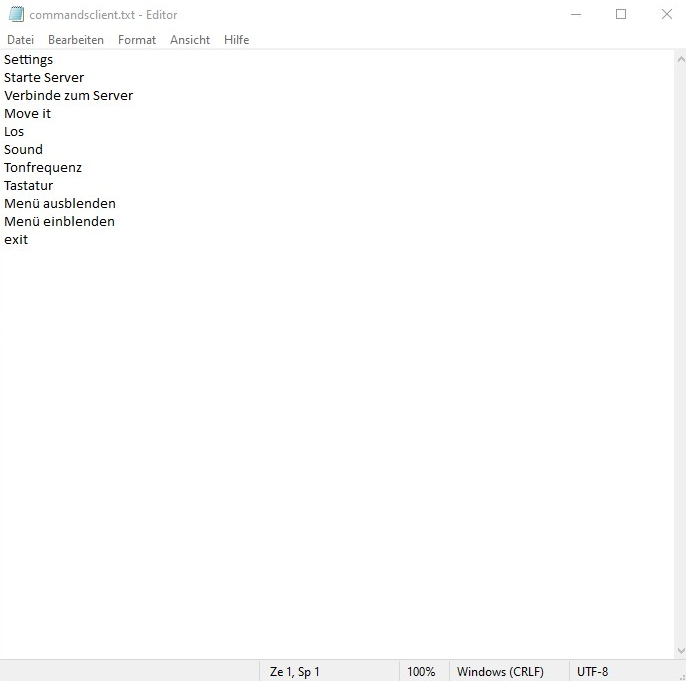 commandsclient.txt - Editor
Datei Bearbeiten Format Ansicht Hilfe
Settings
Starte Server
Verbinde zum Server
Move it
Los
Sound
Tonfrequenz
Tastatur
Menü ausblenden
Menü einblenden
exit
Ze 1, Sp 1 100% Windows (CRLF) UTF-8